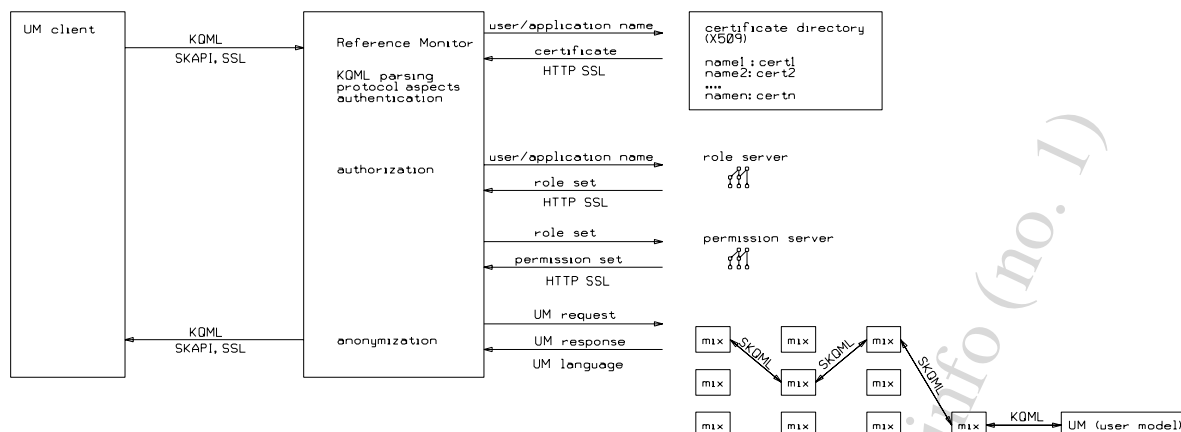 UM client
KQML
SKAPI, SSL
Reference Monitor
KQML parsing
protocol aspects
authentication
authorization
anonymization
KQML
SKAPI, SSL
user/application name
certificate
HTTP SSL
certificate directory
(X509)
name1 : cert1
name2: cert2
....
namen: certn
user/application name
role set
HTTP SSL
role server
role set
permission set
HTTP SSL
permission server
UM request
UM response
UM language
mix
mix
mix
SKQML
SKQML
SKQML
mix
mix
mix
mix
mix
mix
mix
KQML
UM (user model)
info (no. 1)